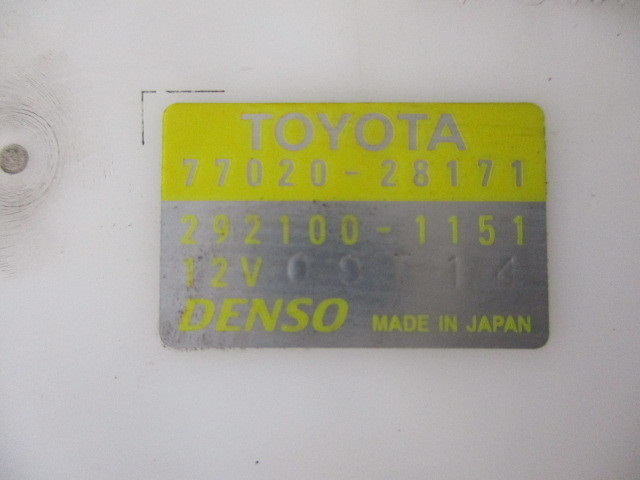 TOYOTA
77020-28171
292100-1151
12V
DENSO MADE IN JAPAN